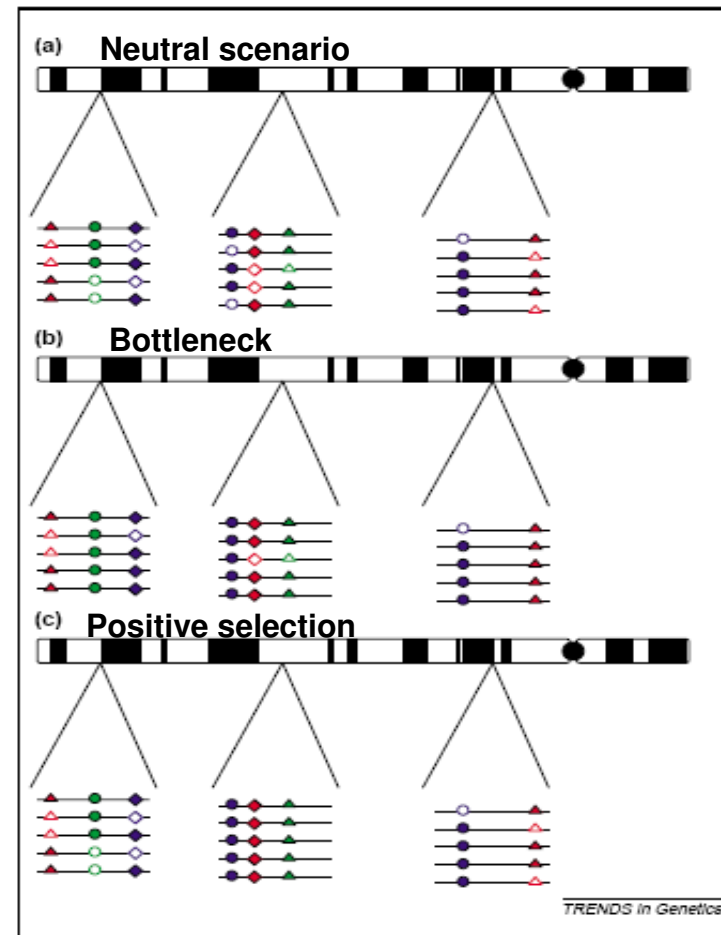 (a) Neutral scenario
(b) Bottleneck
(c) Positive selection
TRENDS in Genetics